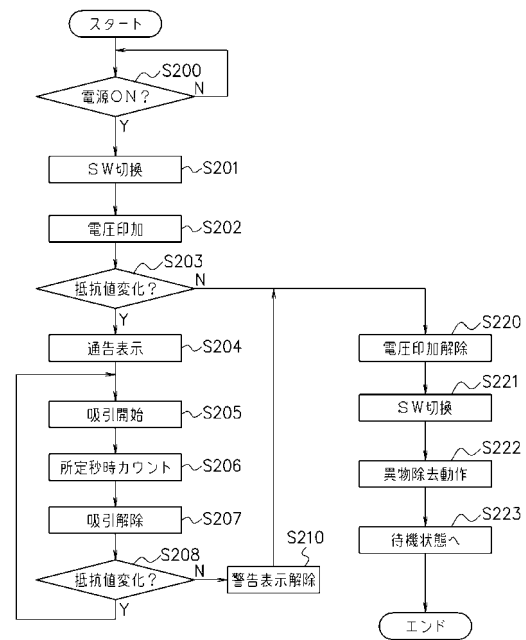 スタート
S200
電源ON?
N
Y
SW切換
S201
電圧印加
S202
S203
抵抗値変化?
N
Y
通告表示
S204
吸引開始
S205
所定秒時カウント
S206
吸引解除
S207
S208
抵抗値変化?
N
Y
S210
警告表示解除
S220
電圧印加解除
S221
SW切換
S222
異物除去動作
S223
待機状態へ
エンド